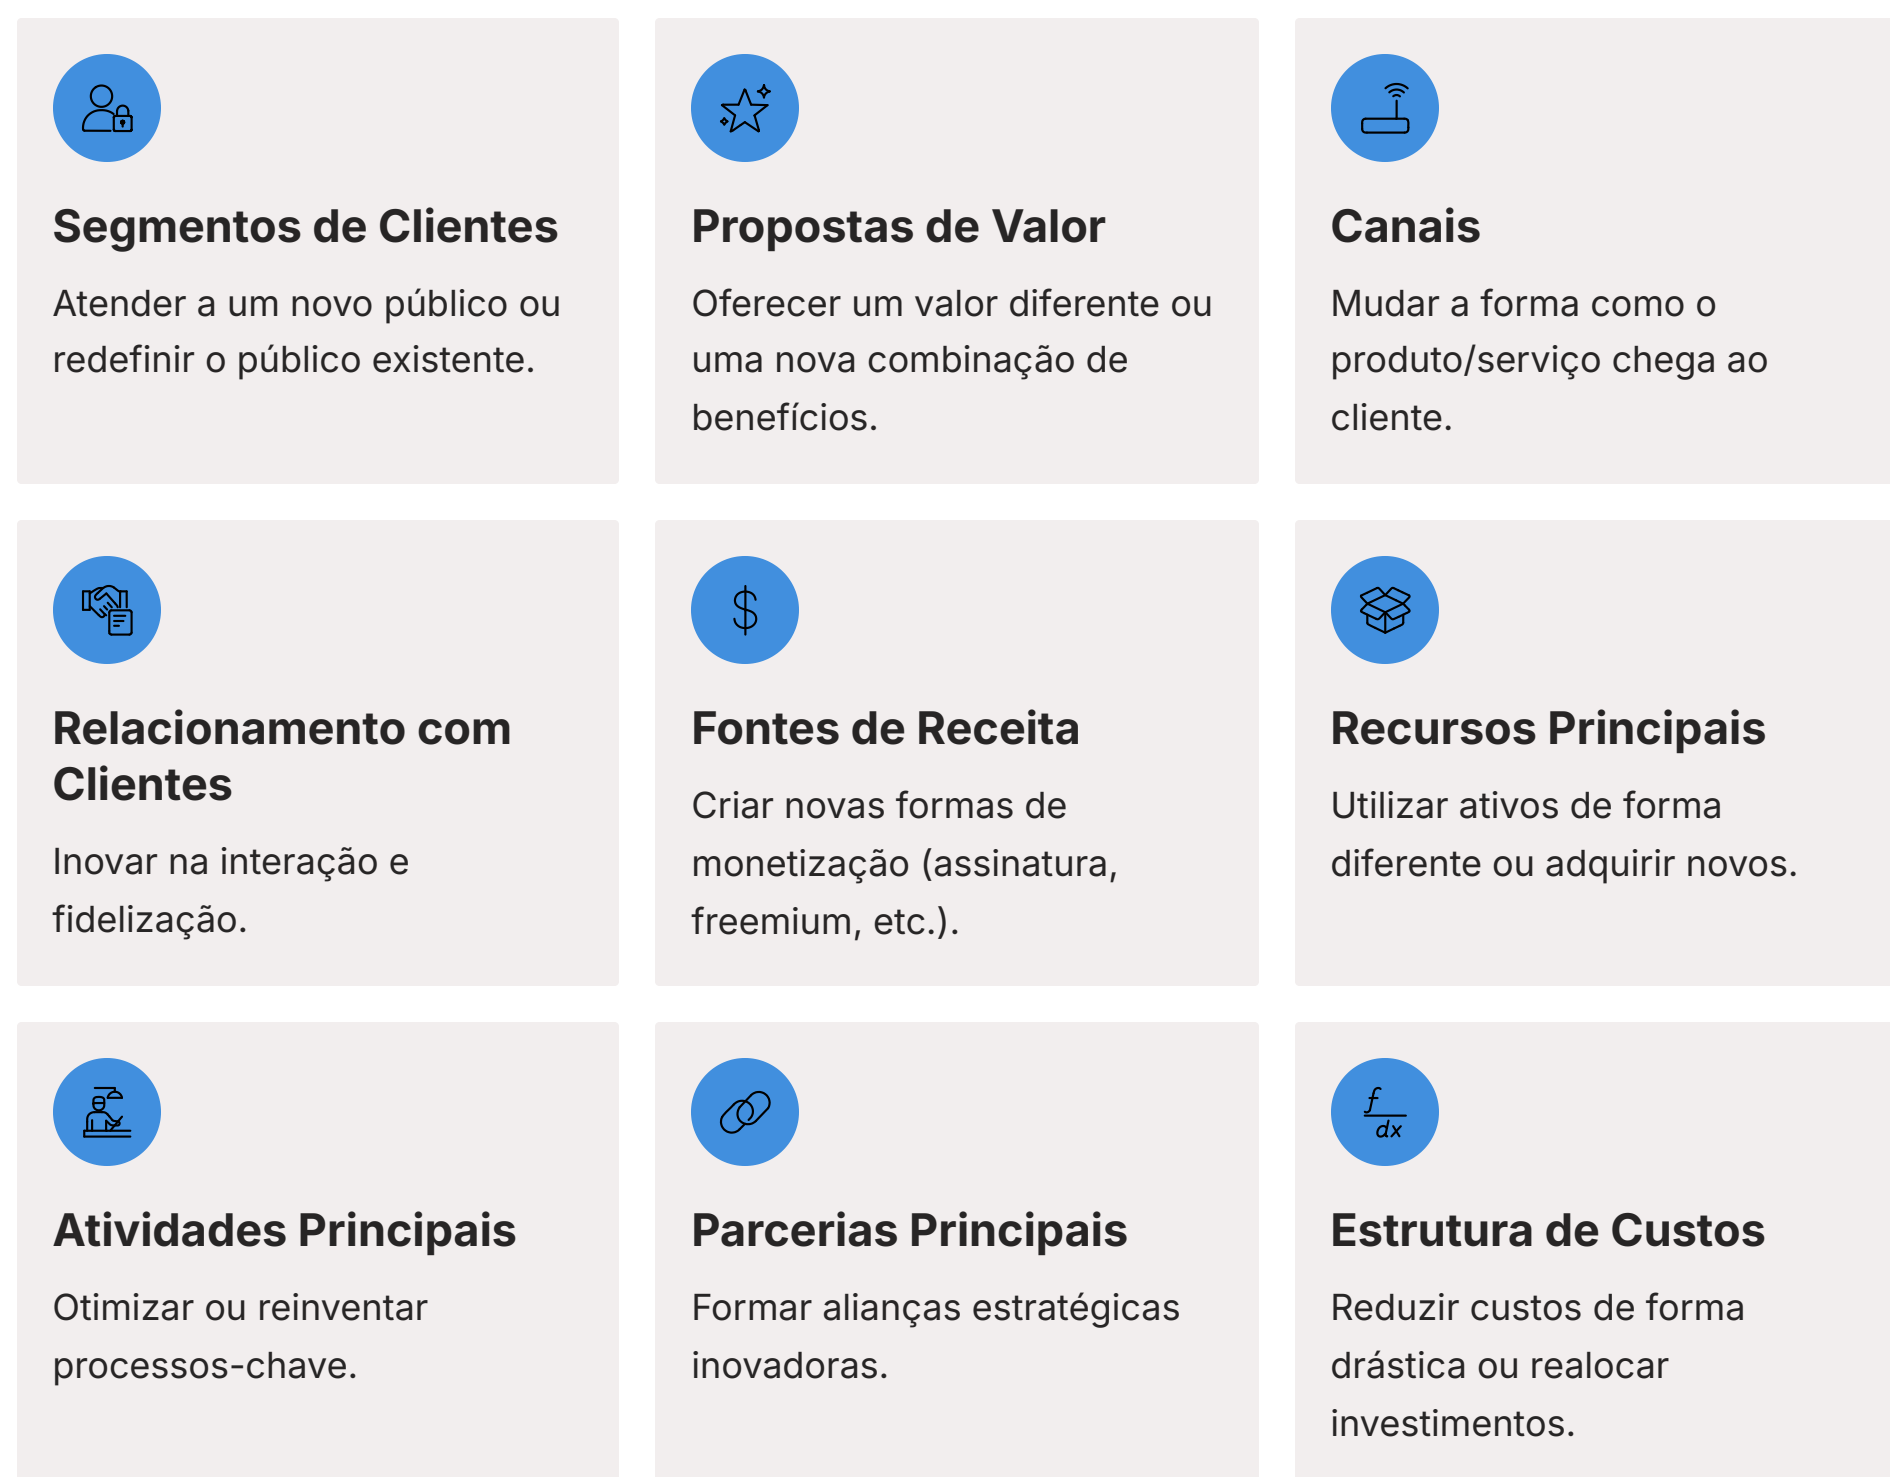 Segmentos de Clientes
Atender a um novo público ou
redefinir o público existente.
Propostas de Valor
Oferecer um valor diferente ou
uma nova combinação de
benefícios.
Canais
Mudar a forma como o
produto/serviço chega ao
cliente.
Relacionamento com
Clientes
Inovar na interação e
fidelização.
$
Fontes de Receita
Criar novas formas de
monetização (assinatura,
freemium, etc.).
Recursos Principais
Utilizar ativos de forma
diferente ou adquirir novos.
Atividades Principais
Otimizar ou reinventar
processos-chave.
Parcerias Principais
Formar alianças estratégicas
inovadoras.
f
dx
Estrutura de Custos
Reduzir custos de forma
drástica ou realocar
investimentos.